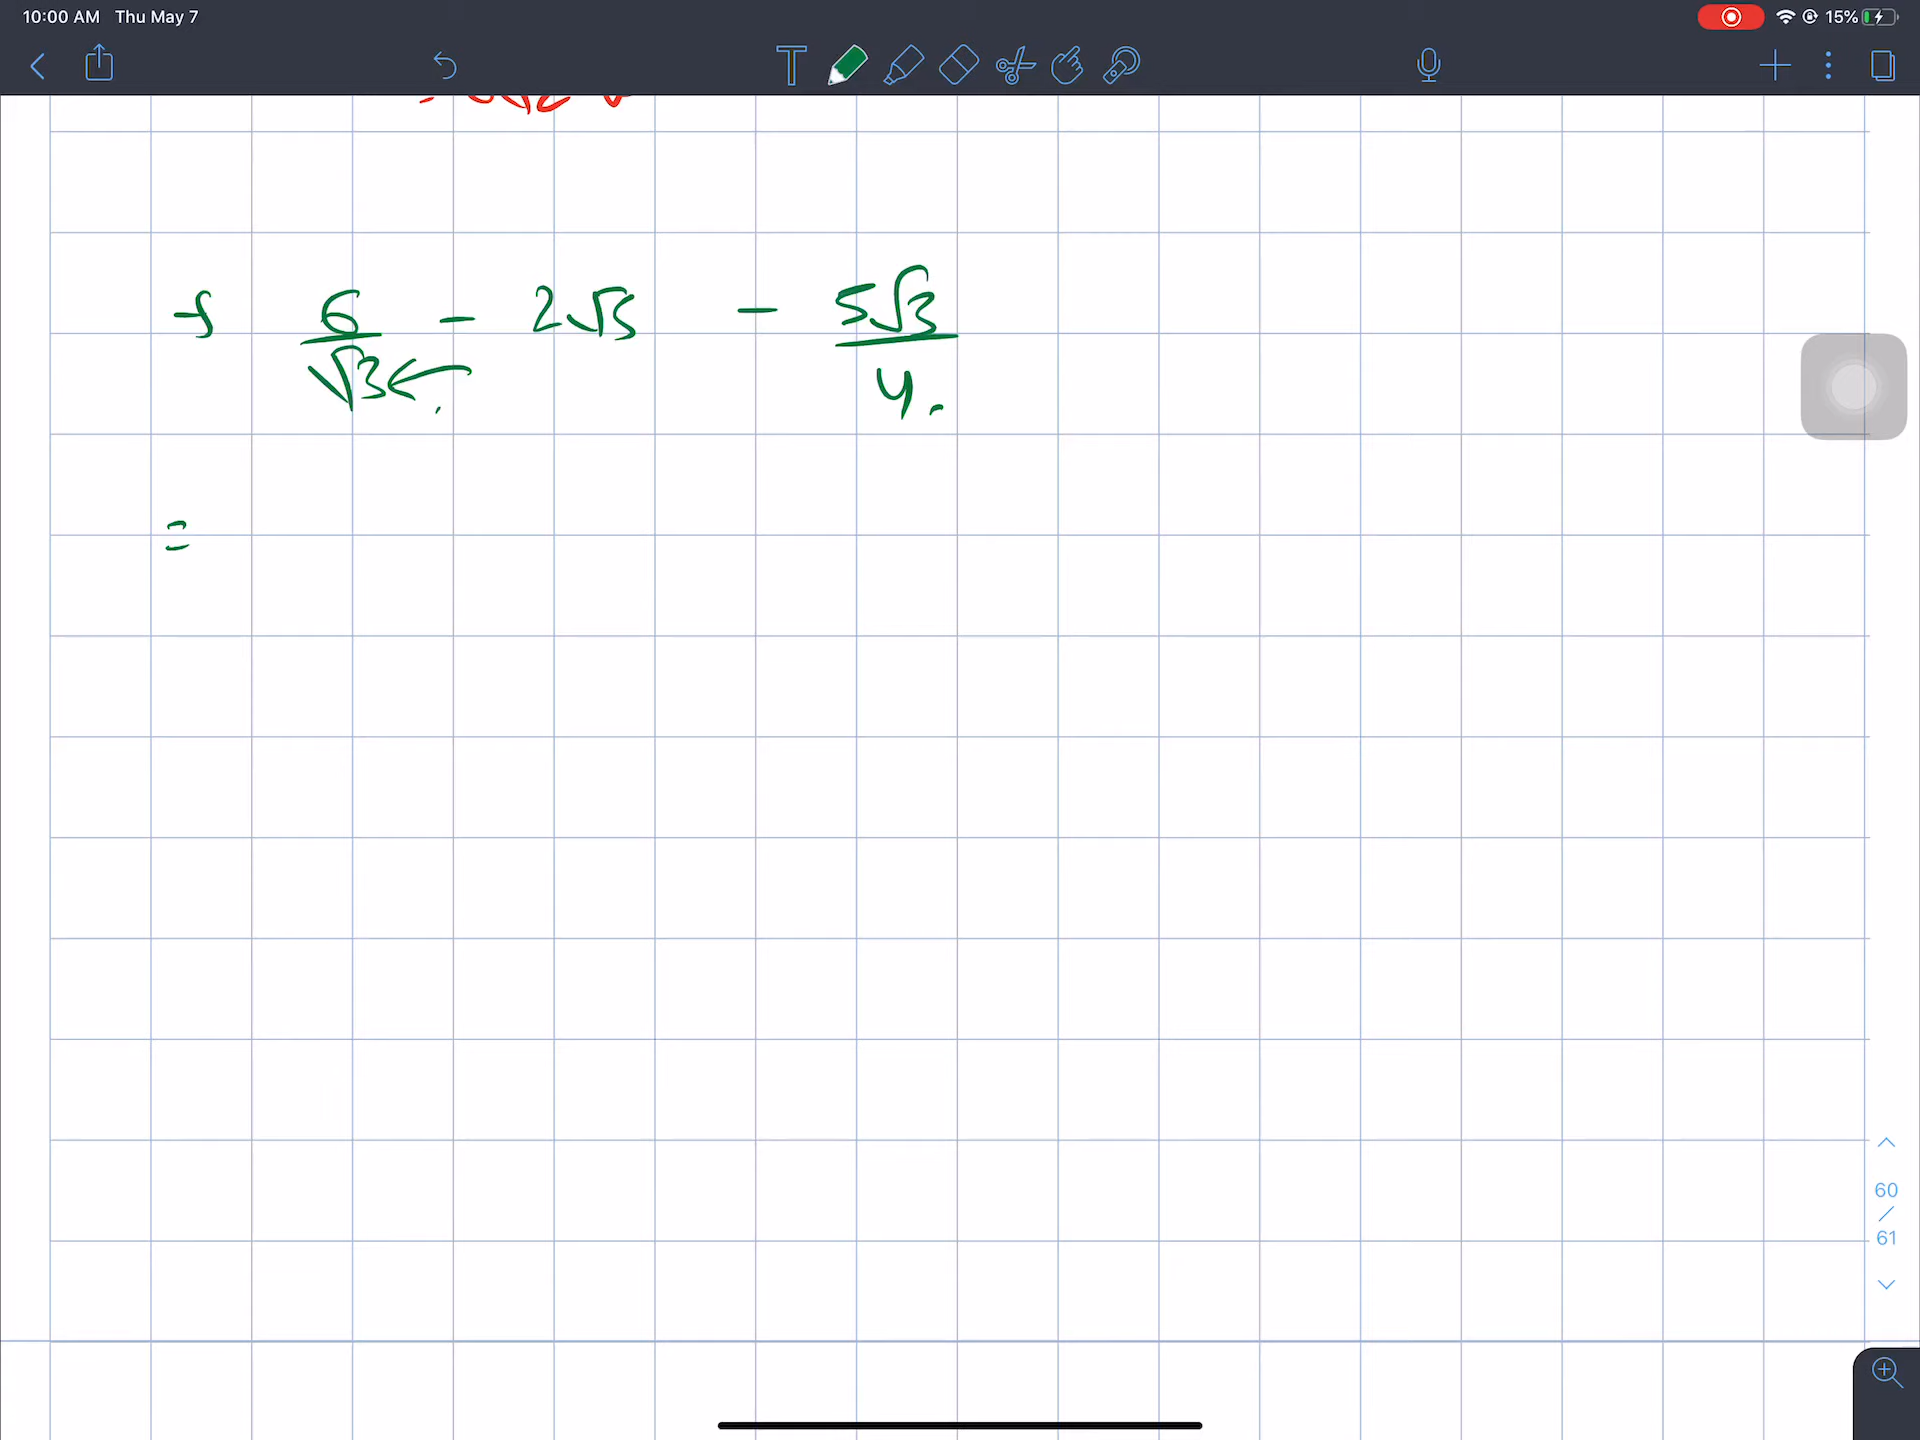 10:00 AM Thu May 7
15%
T
f 6/√3 - 2√3 - 5√3/4.
=
60
/
61